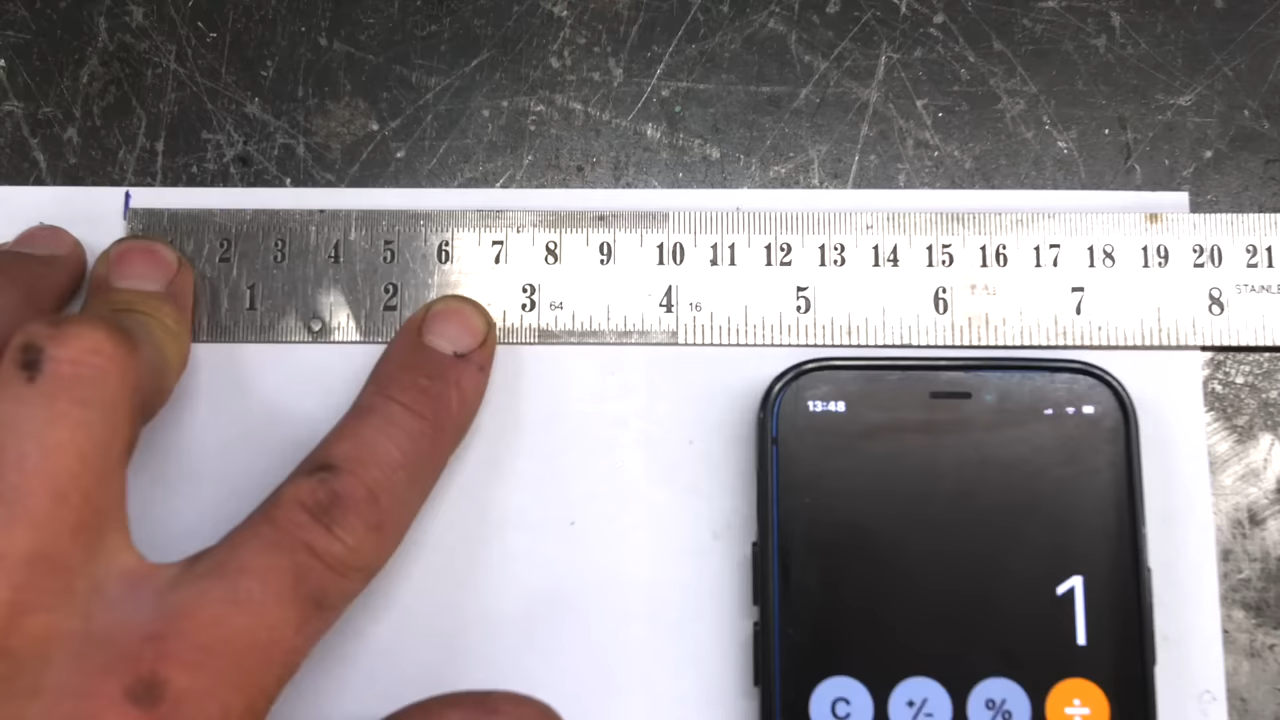 2 3 4 5 6 7 8 9 10 11 12 13 14 15 16 17 18 19 20 21
1 2 3 64 4 16 5 6 7 8
13:48
1
C +/- % ÷